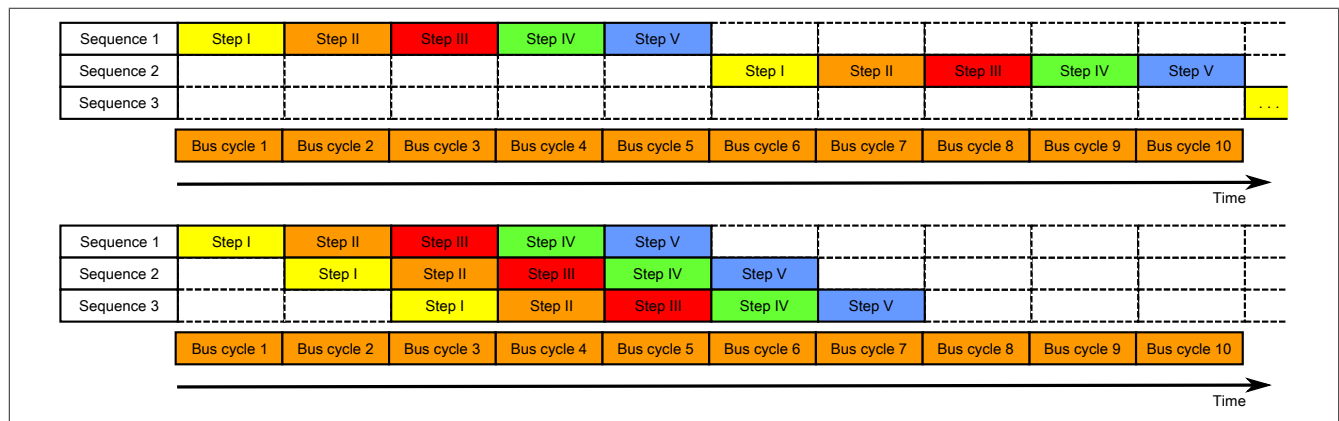 Sequence 1 Step I Step II Step III Step IV Step V
Sequence 2 Step I Step II Step III Step IV Step V
Sequence 3 . . .
Bus cycle 1 Bus cycle 2 Bus cycle 3 Bus cycle 4 Bus cycle 5 Bus cycle 6 Bus cycle 7 Bus cycle 8 Bus cycle 9 Bus cycle 10
Time
Sequence 1 Step I Step II Step III Step IV Step V
Sequence 2 Step I Step II Step III Step IV Step V
Sequence 3 Step I Step II Step III Step IV Step V
Bus cycle 1 Bus cycle 2 Bus cycle 3 Bus cycle 4 Bus cycle 5 Bus cycle 6 Bus cycle 7 Bus cycle 8 Bus cycle 9 Bus cycle 10
Time